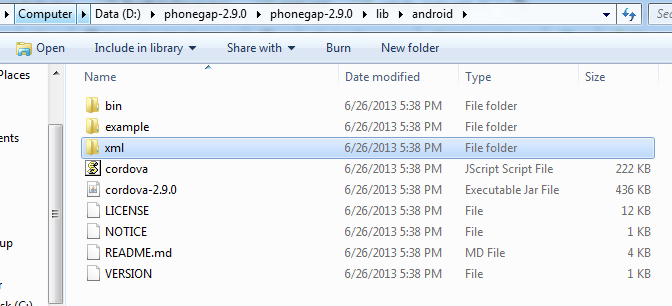 Computer Data (D:) phonegap-2.9.0 phonegap-2.9.0 lib android Sea
Open Include in library Share with Burn New folder
Name Date modified Type Size
Places
bin 6/26/2013 5:38 PM File folder
example 6/26/2013 5:38 PM File folder
ents
xml 6/26/2013 5:38 PM File folder
cordova 6/26/2013 5:38 PM JScript Script File 222 KB
cordova-2.9.0 6/26/2013 5:38 PM Executable Jar File 436 KB
LICENSE 6/26/2013 5:38 PM File 12 KB
NOTICE 6/26/2013 5:38 PM File 1 KB
up
README.md 6/26/2013 5:38 PM MD File 4 KB
VERSION 6/26/2013 5:38 PM File 1 KB
r
sk (C:)